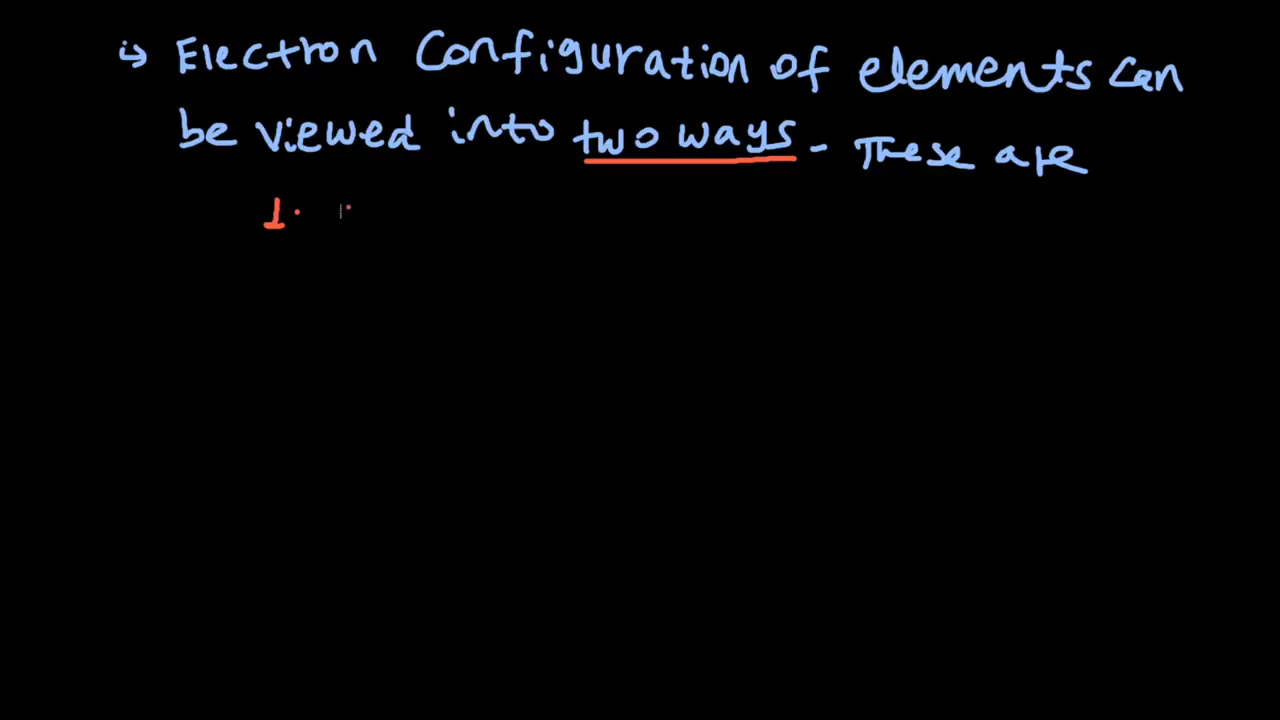 Electron Configuration of elements can
be viewed into two ways - These are
1.